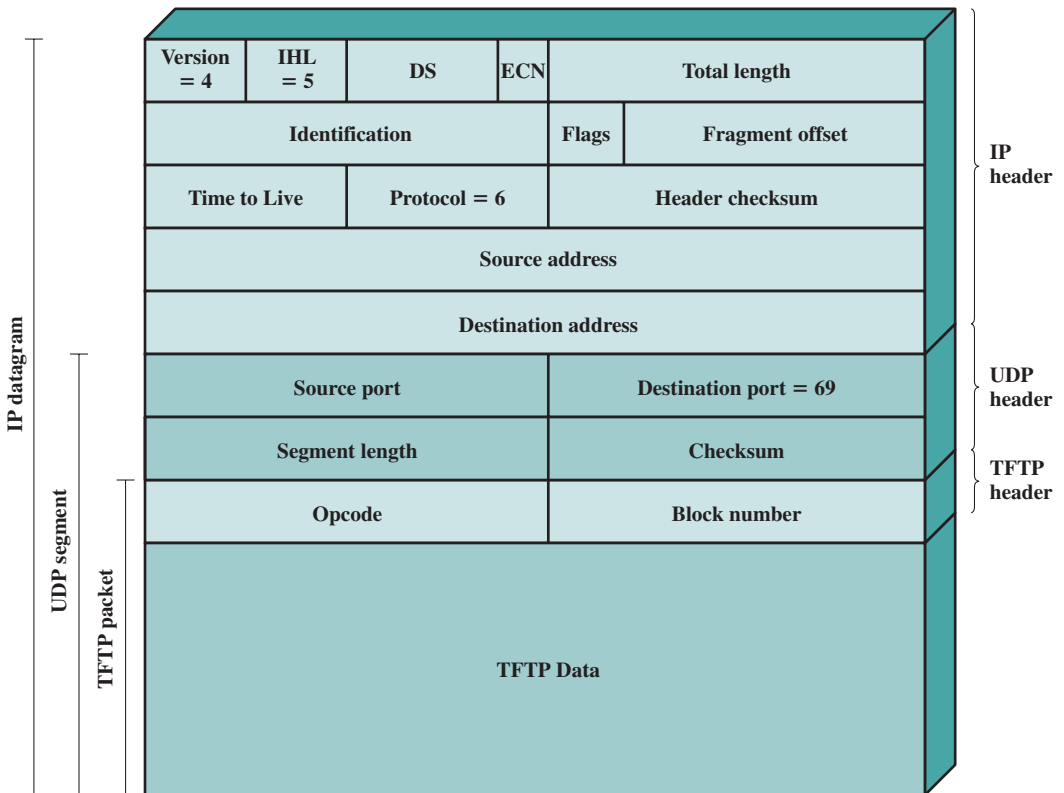 Version
= 4
IHL
= 5
DS
ECN
Total length
Identification
Flags
Fragment offset
Time to Live
Protocol = 6
Header checksum
Source address
Destination address
Source port
Destination port = 69
Segment length
Checksum
Opcode
Block number
TFTP Data
IP
header
UDP
header
TFTP
header
IP datagram
UDP segment
TFTP packet